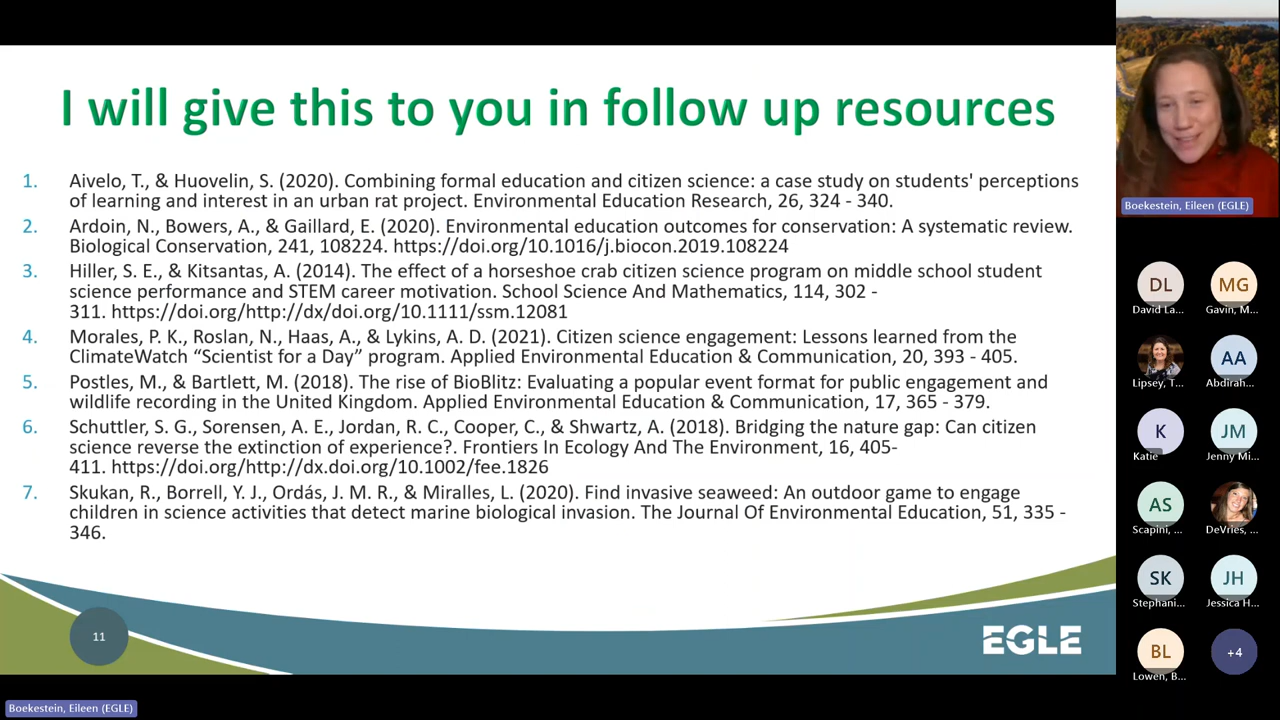 I will give this to you in follow up resources
1. Aivelo, T., & Huovelin, S. (2020). Combining formal education and citizen science: a case study on students' perceptions
of learning and interest in an urban rat project. Environmental Education Research, 26, 324 - 340.
2. Ardoin, N., Bowers, A., & Gaillard, E. (2020). Environmental education outcomes for conservation: A systematic review.
Biological Conservation, 241, 108224. https://doi.org/10.1016/j.biocon.2019.108224
3. Hiller, S. E., & Kitsantas, A. (2014). The effect of a horseshoe crab citizen science program on middle school student
science performance and STEM career motivation. School Science And Mathematics, 114, 302 -
311. https://doi.org/http://dx/doi.org/10.1111/ssm.12081
4. Morales, P. K., Roslan, N., Haas, A., & Lykins, A. D. (2021). Citizen science engagement: Lessons learned from the
ClimateWatch “Scientist for a Day” program. Applied Environmental Education & Communication, 20, 393 - 405.
5. Postles, M., & Bartlett, M. (2018). The rise of BioBlitz: Evaluating a popular event format for public engagement and
wildlife recording in the United Kingdom. Applied Environmental Education & Communication, 17, 365 - 379.
6. Schuttler, S. G., Sorensen, A. E., Jordan, R. C., Cooper, C., & Shwartz, A. (2018). Bridging the nature gap: Can citizen
science reverse the extinction of experience?. Frontiers In Ecology And The Environment, 16, 405-
411. https://doi.org/http://dx.doi.org/10.1002/fee.1826
7. Skukan, R., Borrell, Y. J., Ordás, J. M. R., & Miralles, L. (2020). Find invasive seaweed: An outdoor game to engage
children in science activities that detect marine biological invasion. The Journal Of Environmental Education, 51, 335 -
346.
11
EGLE
Boekestein, Eileen (EGLE)
Boekestein, Eileen (EGLE)
DL
MG
David La...
Gavin, M...
AA
Lipsey, T...
Abdirah...
K
JM
Katie
Jenny Mi...
AS
Scapini, ...
DeVries, ...
SK
JH
Stephani...
Jessica H...
BL
+4
Lowen, B...